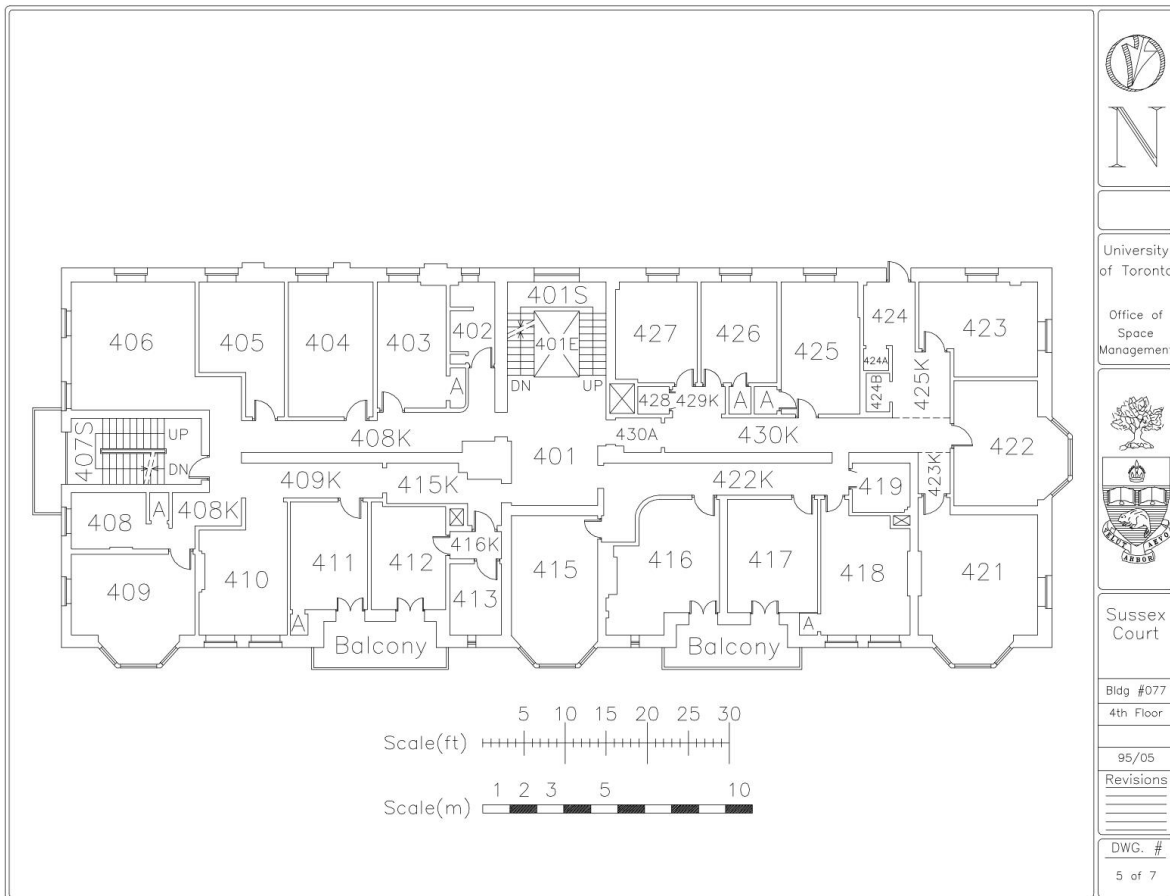 401S
424
406
405
404
403
402
401E
427
426
425
423
424A
424B
425K
A
DN
UP
428
429K
A
A
407S
UP
DN
408K
430A
430K
401
422
409K
415K
422K
419
423K
408
A
408K
416K
409
410
411
412
413
415
416
417
418
421
A
A
Balcony
Balcony
5 10 15 20 25 30
Scale(ft)
1 2 3 5 10
Scale(m)
N
University
of Toronto
Office of
Space
Management
VELUT ARBOR AEVO
Sussex
Court
Bldg #077
4th Floor
95/05
Revisions
DWG. #
5 of 7